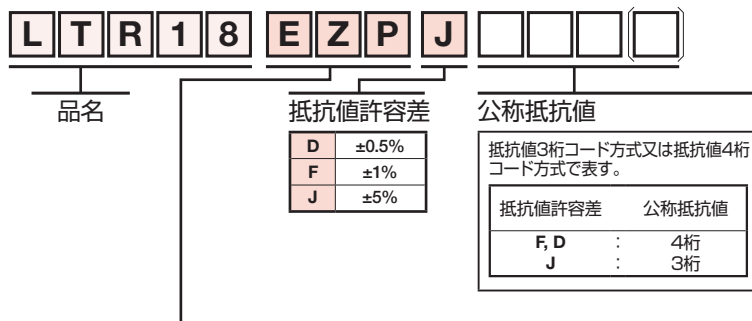 LTR18EZPJ
品名
抵抗値許容差
D ±0.5%
F ±1%
J ±5%
公称抵抗値
抵抗値3桁コード方式又は抵抗値4桁
コード方式で表す。
抵抗値許容差 公称抵抗値
F, D : 4桁
J : 3桁